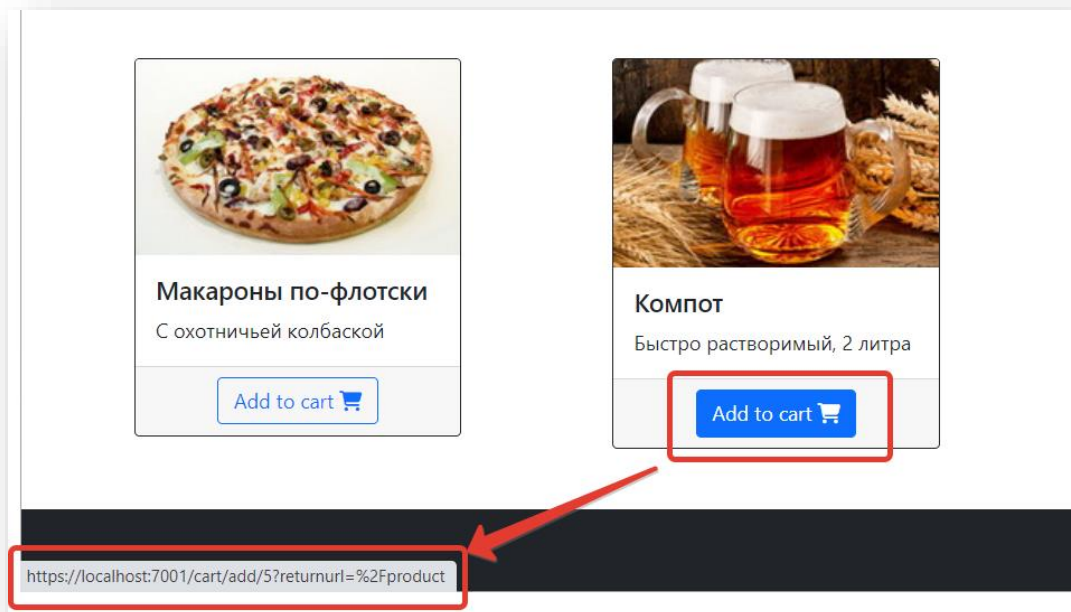 Макароны по-флотски
С охотничьей колбаской
Add to cart
Компот
Быстро растворимый, 2 литра
Add to cart
https://localhost:7001/cart/add/5?returnurl=%2Fproduct